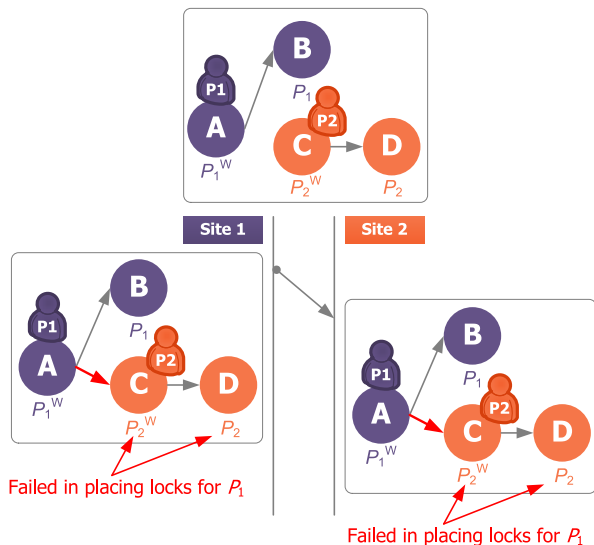 B
P1
P1
P2
A
C
D
P1W
P2W
P2
Site 1
Site 2
B
P1
P1
P2
A
C
D
P1W
P2W
P2
Failed in placing locks for P1
B
P1
P1
P2
A
C
D
P1W
P2W
P2
Failed in placing locks for P1